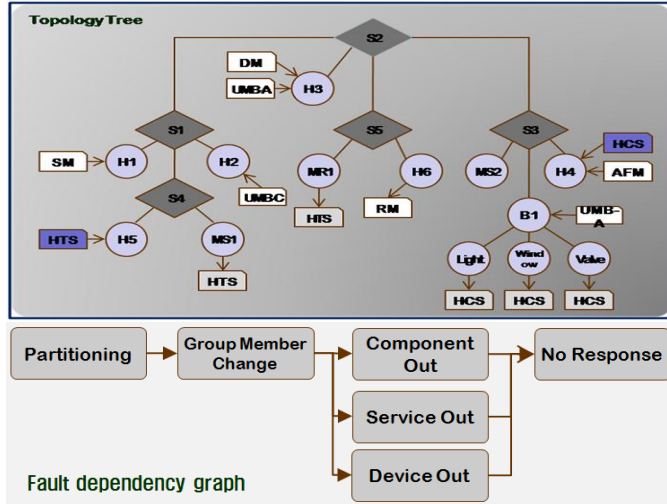 Topology Tree
S2
DM
UMBA
H3
S1
S5
S3
SM
H1
H2
MR1
H6
MS2
H4
HCS
AFM
S4
UMBC
HTS
RM
B1
UMB-A
HTS
H5
MS1
Light
Wind ow
Valve
HTS
HCS
HCS
HCS
Partitioning
Group Member Change
Component Out
No Response
Service Out
Device Out
Fault dependency graph